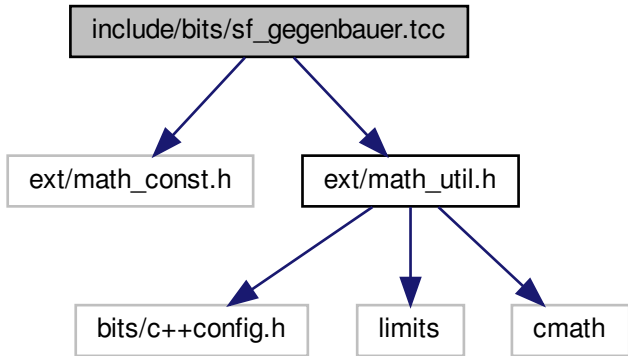 include/bits/sf_gegenbauer.tcc
ext/math_const.h
ext/math_util.h
bits/c++config.h
limits
cmath